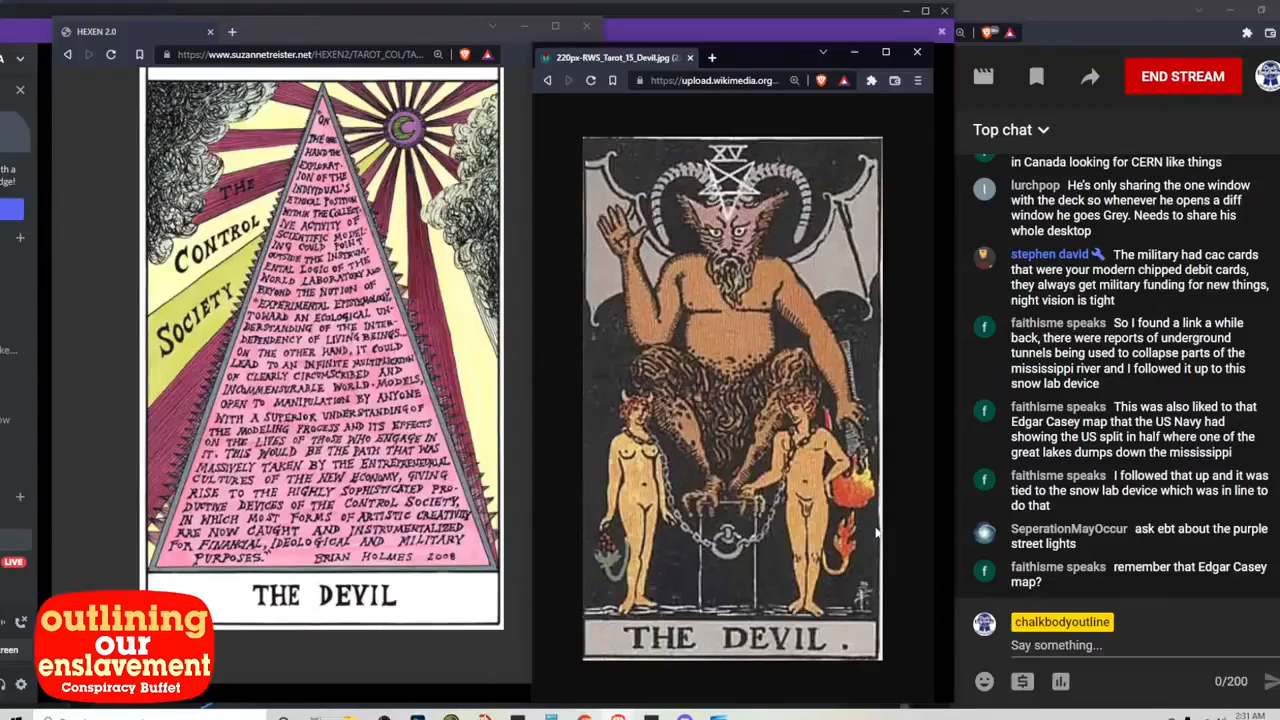 HEXEN 2.0
https://www.suzannetreister.net/HEXEN2/TAROT_COL/TA...
THE
CONTROL
SOCIETY
"ON
THE ONE
HAND THE
EXPLORAT-
ION OF THE
INDIVIDUAL'S
ETHICAL POSITION
WITHIN THE COLLECT-
IVE ACTIVITY OF
SCIENTIFIC MODEL-
ING COULD POINT
OUTSIDE THE INSTRUM-
ENTAL LOGIC OF THE
WORLD LABORATORY AND
BEYOND THE NOTION OF
"EXPERIMENTAL EPISTEMOLOGY,"
TOWARD AN ECOLOGICAL UN-
DERSTANDING OF THE INTER-
DEPENDENCY OF LIVING BEINGS...
ON THE OTHER HAND, IT COULD
LEAD TO AN INFINITE MULTIPLICATION
OF CLEARLY CIRCUMSCRIBED AND
INCOMMENSURABLE WORLD-MODELS,
OPEN TO MANIPULATION BY ANYONE
WITH A SUPERIOR UNDERSTANDING OF
THE MODELING PROCESS AND ITS EFFECTS
ON THE LIVES OF THOSE WHO ENGAGE IN
IT. THIS WOULD BE THE PATH THAT WAS
MASSIVELY TAKEN BY THE ENTREPRENEURIAL
CULTURES OF THE NEW ECONOMY, GIVING
RISE TO THE HIGHLY SOPHISTICATED PRO-
DUCTIVE DEVICES OF THE CONTROL SOCIETY,
IN WHICH MOST FORMS OF ARTISTIC CREATIVITY
ARE NOW CAUGHT AND INSTRUMENTALIZED
FOR FINANCIAL, IDEOLOGICAL AND MILITARY
PURPOSES." BRIAN HOLMES 2008
THE DEVIL
220px-RWS_Tarot_15_Devil.jpg (2
https://upload.wikimedia.org...
XV
THE DEVIL.
END STREAM
Top chat
in Canada looking for CERN like things
lurchpop He's only sharing the one window
with the deck so whenever he opens a diff
window he goes Grey. Needs to share his
whole desktop
stephen david The military had cac cards
that were your modern chipped debit cards,
they always get military funding for new things,
night vision is tight
faithisme speaks So I found a link a while
back, there were reports of underground
tunnels being used to collapse parts of the
mississippi river and I followed it up to this
snow lab device
faithisme speaks This was also liked to that
Edgar Casey map that the US Navy had
showing the US split in half where one of the
great lakes dumps down the mississippi
faithisme speaks I followed that up and it was
tied to the snow lab device which was in line to
do that
SeperationMayOccur ask ebt about the purple
street lights
faithisme speaks remember that Edgar Casey
map?
chalkbodyoutline
Say something...
0/200
LIVE
outlining
our
enslavement
Conspiracy Buffet
2:31 AM